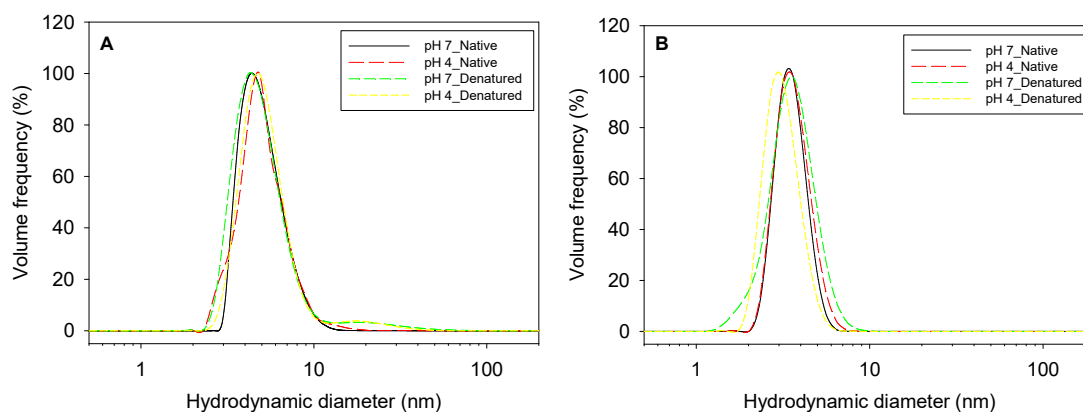 A
pH 7_Native
pH 4_Native
pH 7_Denatured
pH 4_Denatured
Volume frequency (%)
120
100
80
60
40
20
0
1
10
100
Hydrodynamic diameter (nm)
B
pH 7_Native
pH 4_Native
pH 7_Denatured
pH 4_Denatured
Volume frequency (%)
120
100
80
60
40
20
0
1
10
100
Hydrodynamic diameter (nm)